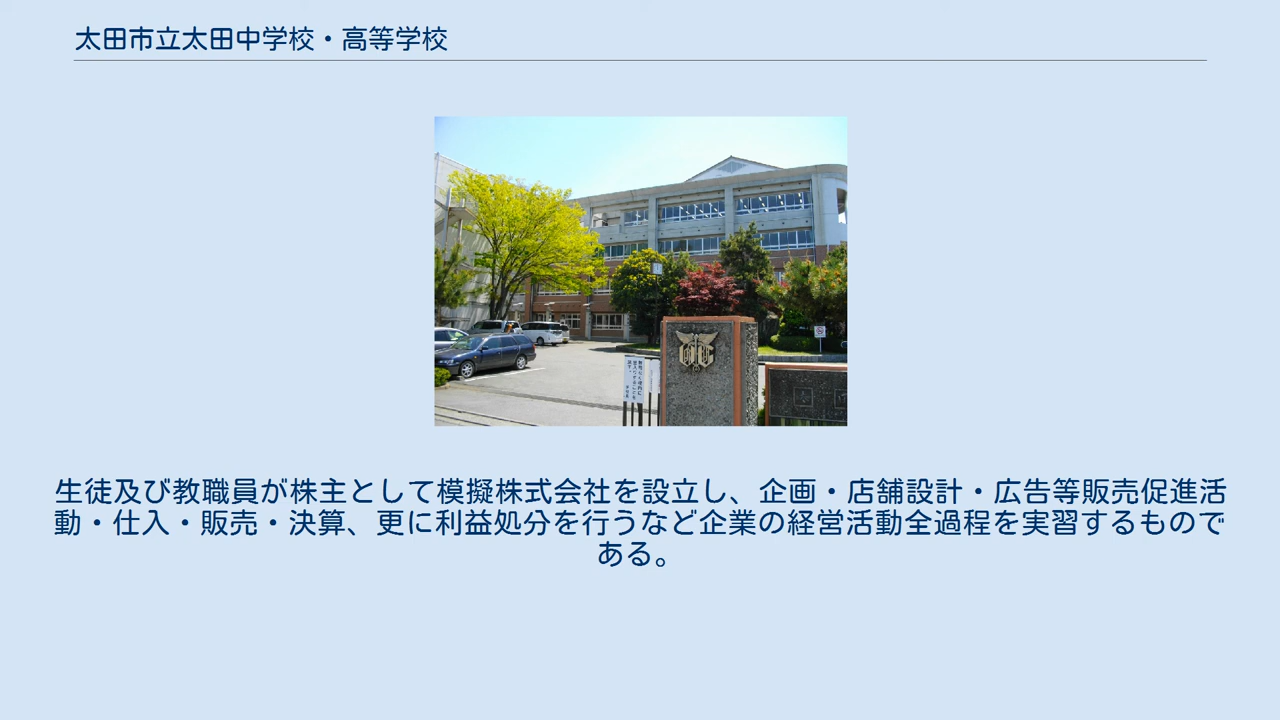 太田市立太田中学校・高等学校
生徒及び教職員が株主として模擬株式会社を設立し、企画・店舗設計・広告等販売促進活
動・仕入・販売・決算、更に利益処分を行うなど企業の経営活動全過程を実習するもので
ある。